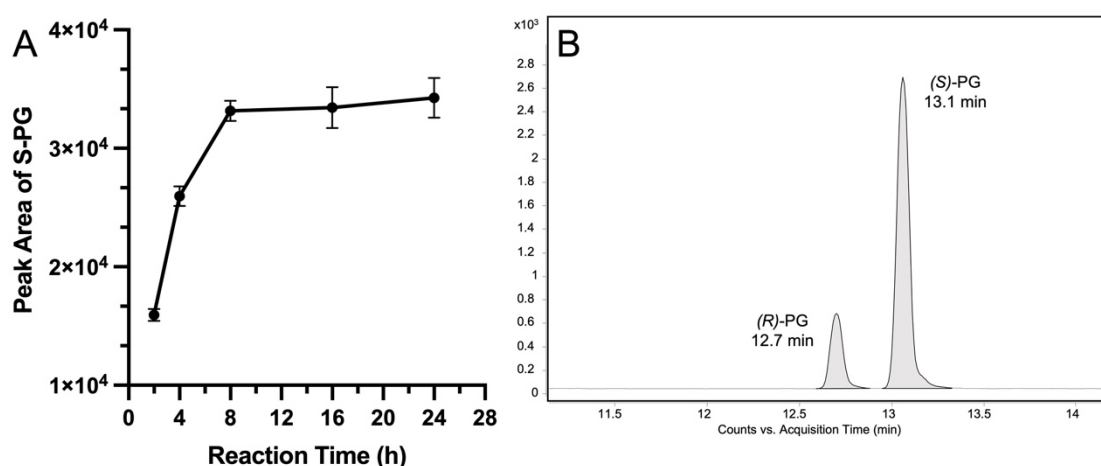 A
Peak Area of S-PG
4×10⁴
3×10⁴
2×10⁴
1×10⁴
0 4 8 12 16 20 24 28
Reaction Time (h)
B
x10³
2.8
2.6
2.4
2.2
2
1.8
1.6
1.4
1.2
1
0.8
0.6
0.4
0.2
0
(S)-PG
13.1 min
(R)-PG
12.7 min
11.5 12 12.5 13 13.5 14
Counts vs. Acquisition Time (min)